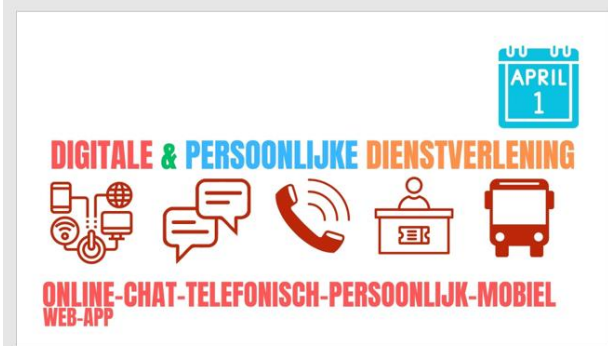 APRIL
1
DIGITALE & PERSOONLIJKE DIENSTVERLENING
ONLINE-CHAT-TELEFONISCH-PERSOONLIJK-MOBIEL
WEB-APP